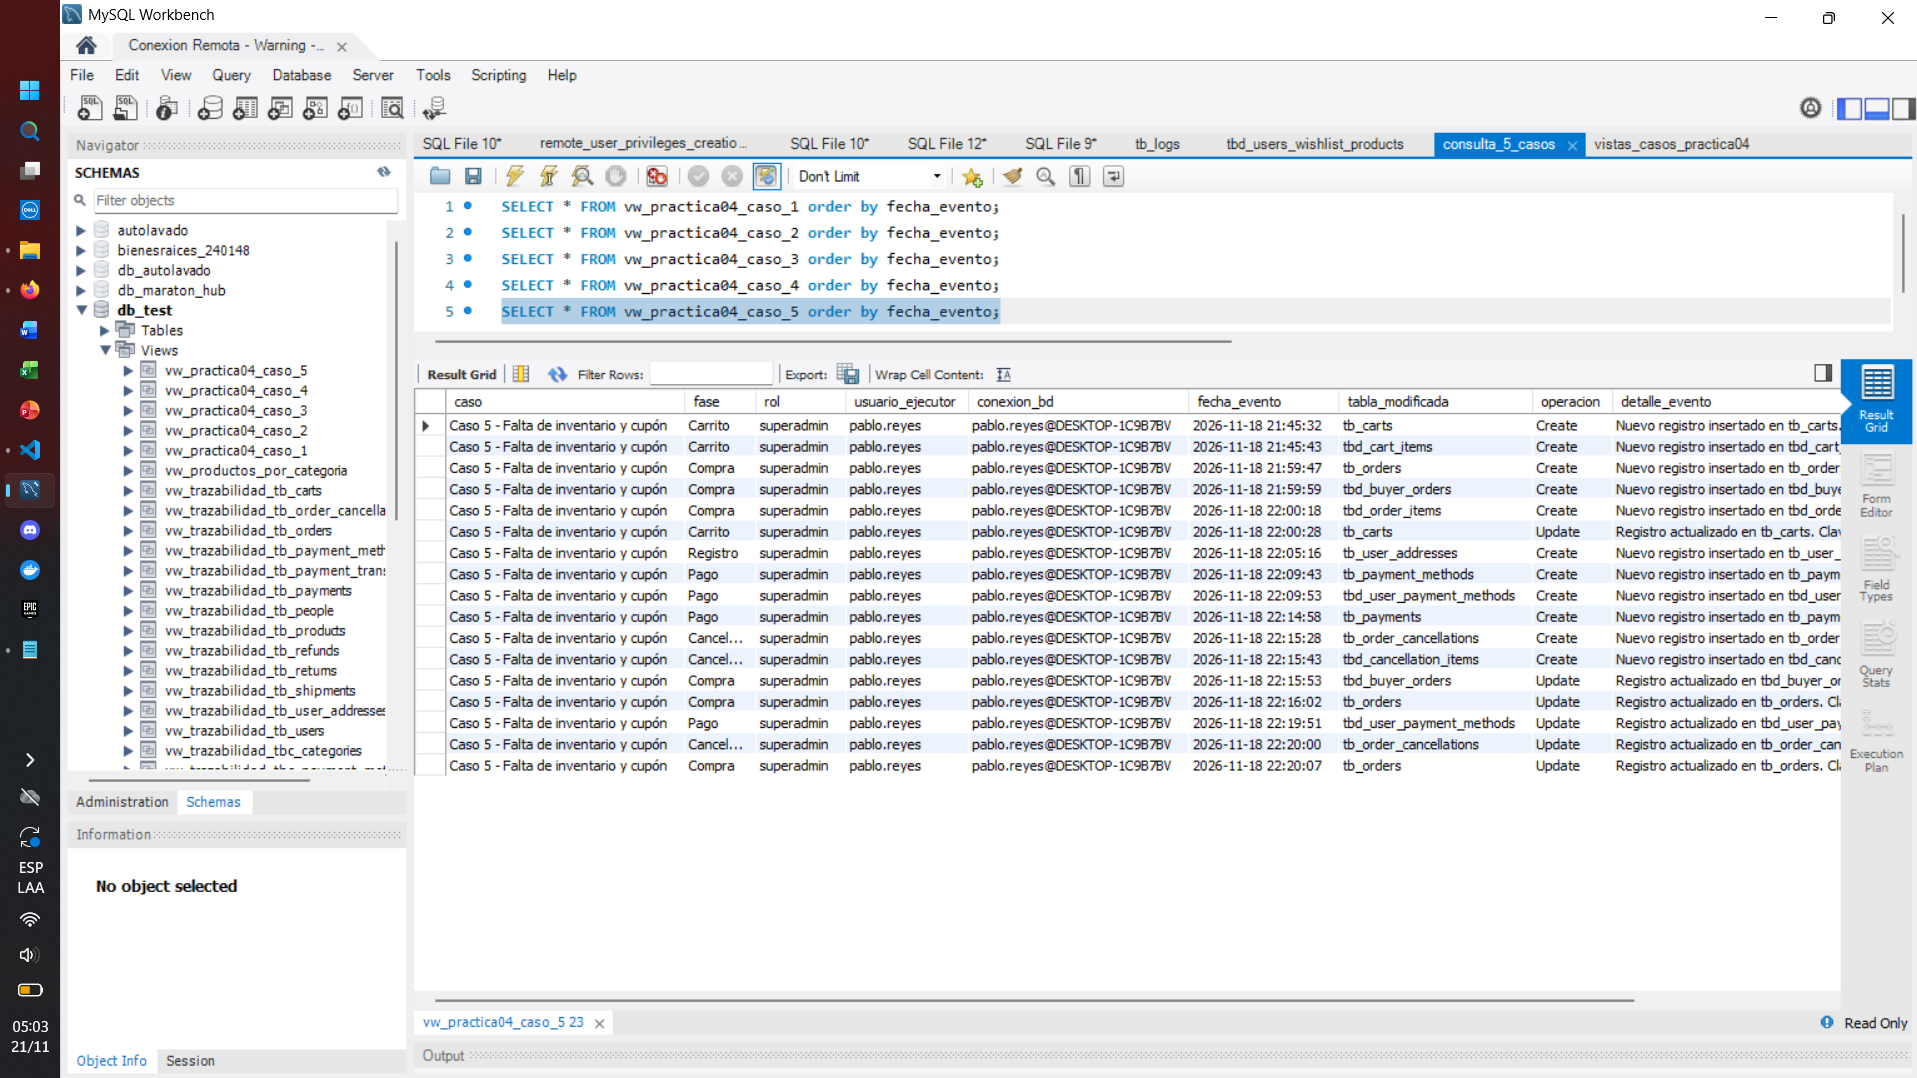 MySQL Workbench
Conexion Remota - Warning -...
File Edit View Query Database Server Tools Scripting Help
Navigator
SCHEMAS
Filter objects
autolavado
bienesraices_240148
db_autolavado
db_maraton_hub
db_test
Tables
Views
vw_practica04_caso_5
vw_practica04_caso_4
vw_practica04_caso_3
vw_practica04_caso_2
vw_practica04_caso_1
vw_productos_por_categoria
vw_trazabilidad_tb_carts
vw_trazabilidad_tb_order_cancella
vw_trazabilidad_tb_orders
vw_trazabilidad_tb_payment_meth
vw_trazabilidad_tb_payment_trans
vw_trazabilidad_tb_payments
vw_trazabilidad_tb_people
vw_trazabilidad_tb_products
vw_trazabilidad_tb_refunds
vw_trazabilidad_tb_returns
vw_trazabilidad_tb_shipments
vw_trazabilidad_tb_user_addresses
vw_trazabilidad_tb_users
vw_trazabilidad_tbc_categories
Administration Schemas
Information
No object selected
Object Info Session
SQL File 10* remote_user_privileges_creatio... SQL File 10* SQL File 12* SQL File 9* tb_logs tbd_users_wishlist_products consulta_5_casos vistas_casos_practica04
Don't Limit
1 SELECT * FROM vw_practica04_caso_1 order by fecha_evento;
2 SELECT * FROM vw_practica04_caso_2 order by fecha_evento;
3 SELECT * FROM vw_practica04_caso_3 order by fecha_evento;
4 SELECT * FROM vw_practica04_caso_4 order by fecha_evento;
5 SELECT * FROM vw_practica04_caso_5 order by fecha_evento;
Result Grid Filter Rows: Export: Wrap Cell Content:
caso fase rol usuario_ejecutor conexion_bd fecha_evento tabla_modificada operacion detalle_evento
Caso 5 - Falta de inventario y cupón Carrito superadmin pablo.reyes pablo.reyes@DESKTOP-1C9B7BV 2026-11-18 21:45:32 tb_carts Create Nuevo registro insertado en tb_carts.
Caso 5 - Falta de inventario y cupón Carrito superadmin pablo.reyes pablo.reyes@DESKTOP-1C9B7BV 2026-11-18 21:45:43 tbd_cart_items Create Nuevo registro insertado en tbd_cart
Caso 5 - Falta de inventario y cupón Compra superadmin pablo.reyes pablo.reyes@DESKTOP-1C9B7BV 2026-11-18 21:59:47 tb_orders Create Nuevo registro insertado en tb_order
Caso 5 - Falta de inventario y cupón Compra superadmin pablo.reyes pablo.reyes@DESKTOP-1C9B7BV 2026-11-18 21:59:59 tbd_buyer_orders Create Nuevo registro insertado en tbd_buye
Caso 5 - Falta de inventario y cupón Compra superadmin pablo.reyes pablo.reyes@DESKTOP-1C9B7BV 2026-11-18 22:00:18 tbd_order_items Create Nuevo registro insertado en tbd_orde
Caso 5 - Falta de inventario y cupón Carrito superadmin pablo.reyes pablo.reyes@DESKTOP-1C9B7BV 2026-11-18 22:00:28 tb_carts Update Registro actualizado en tb_carts. Clav
Caso 5 - Falta de inventario y cupón Registro superadmin pablo.reyes pablo.reyes@DESKTOP-1C9B7BV 2026-11-18 22:05:16 tb_user_addresses Create Nuevo registro insertado en tb_user_
Caso 5 - Falta de inventario y cupón Pago superadmin pablo.reyes pablo.reyes@DESKTOP-1C9B7BV 2026-11-18 22:09:43 tb_payment_methods Create Nuevo registro insertado en tb_paym
Caso 5 - Falta de inventario y cupón Pago superadmin pablo.reyes pablo.reyes@DESKTOP-1C9B7BV 2026-11-18 22:09:53 tbd_user_payment_methods Create Nuevo registro insertado en tbd_user
Caso 5 - Falta de inventario y cupón Pago superadmin pablo.reyes pablo.reyes@DESKTOP-1C9B7BV 2026-11-18 22:14:58 tb_payments Create Nuevo registro insertado en tb_paym
Caso 5 - Falta de inventario y cupón Cancel... superadmin pablo.reyes pablo.reyes@DESKTOP-1C9B7BV 2026-11-18 22:15:28 tb_order_cancellations Create Nuevo registro insertado en tb_order
Caso 5 - Falta de inventario y cupón Cancel... superadmin pablo.reyes pablo.reyes@DESKTOP-1C9B7BV 2026-11-18 22:15:43 tbd_cancellation_items Create Nuevo registro insertado en tbd_canc
Caso 5 - Falta de inventario y cupón Compra superadmin pablo.reyes pablo.reyes@DESKTOP-1C9B7BV 2026-11-18 22:15:53 tbd_buyer_orders Update Registro actualizado en tbd_buyer_or
Caso 5 - Falta de inventario y cupón Compra superadmin pablo.reyes pablo.reyes@DESKTOP-1C9B7BV 2026-11-18 22:16:02 tb_orders Update Registro actualizado en tb_orders. Cla
Caso 5 - Falta de inventario y cupón Pago superadmin pablo.reyes pablo.reyes@DESKTOP-1C9B7BV 2026-11-18 22:19:51 tbd_user_payment_methods Update Registro actualizado en tbd_user_pay
Caso 5 - Falta de inventario y cupón Cancel... superadmin pablo.reyes pablo.reyes@DESKTOP-1C9B7BV 2026-11-18 22:20:00 tb_order_cancellations Update Registro actualizado en tb_order_can
Caso 5 - Falta de inventario y cupón Compra superadmin pablo.reyes pablo.reyes@DESKTOP-1C9B7BV 2026-11-18 22:20:07 tb_orders Update Registro actualizado en tb_orders. Cla
Result
Grid
Form
Editor
Field
Types
Query
Stats
Execution
Plan
vw_practica04_caso_5 23
Read Only
Output
ESP
LAA
05:03
21/11